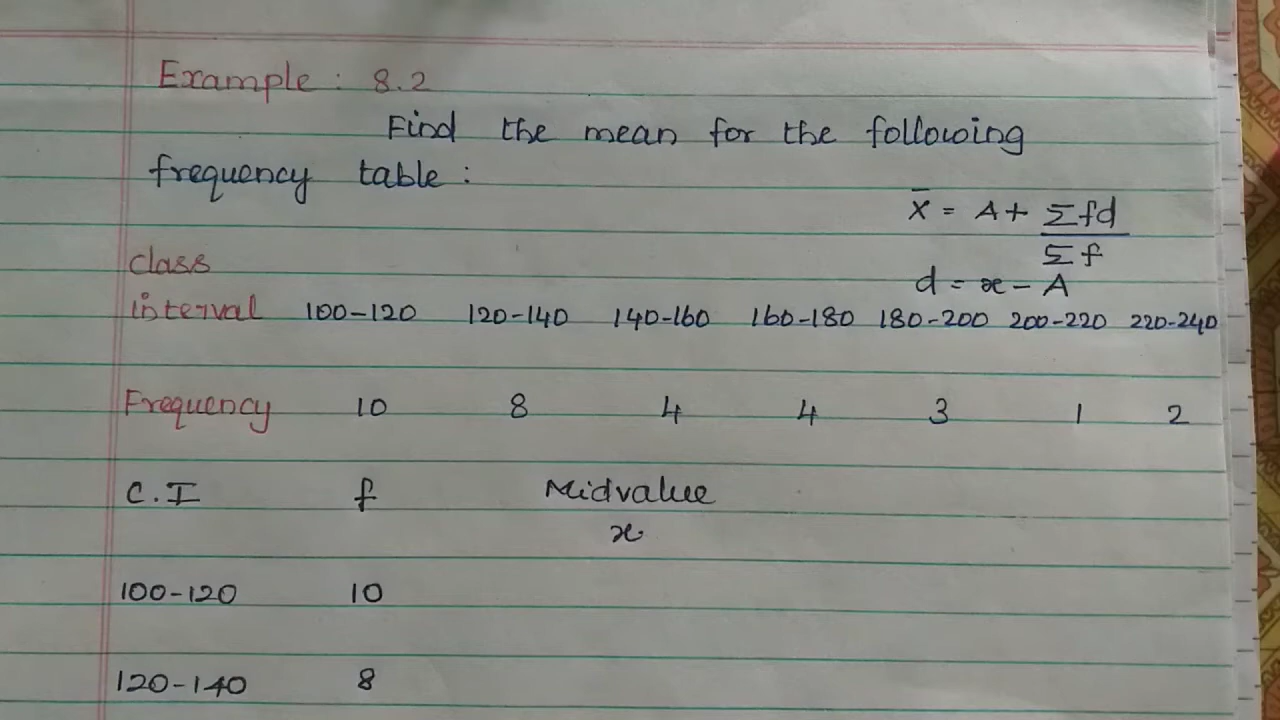 Example : 8.2
Find the mean for the following
frequency table :
X̄ = A + Σfd / Σf
d = x - A
Class
interval 100-120 120-140 140-160 160-180 180-200 200-220 220-240
Frequency 10 8 4 4 3 1 2
C.I f Midvalue
x
100-120 10
120-140 8